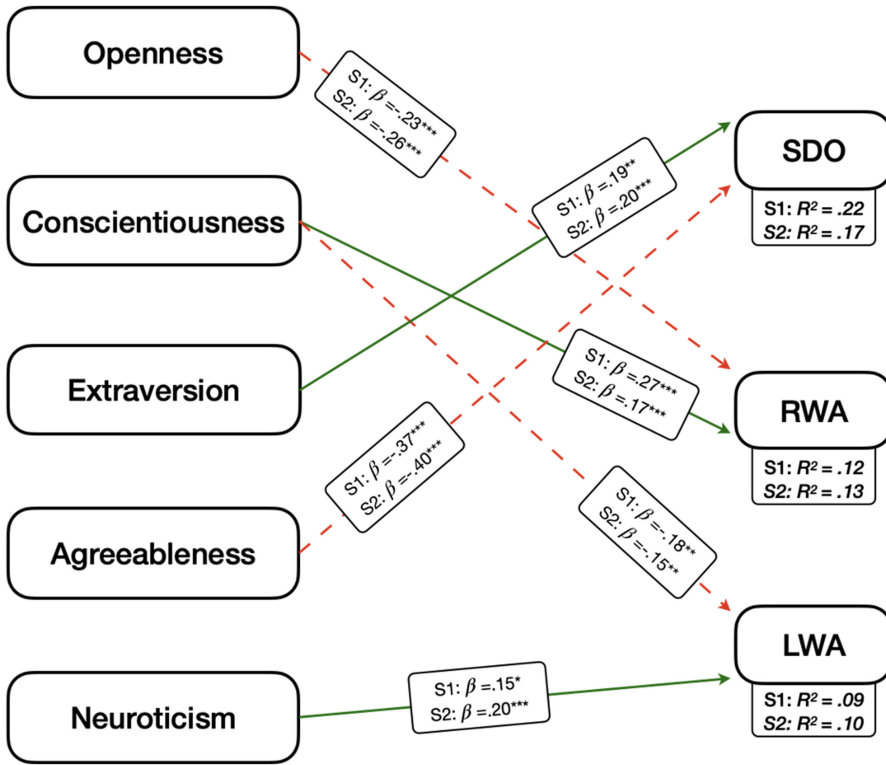 Openness
S1: β =-.23***
S2: β =-.26***
SDO
S1: R² = .22
S2: R² = .17
S1: β =.19**
S2: β =.20***
Conscientiousness
Extraversion
S1: β =.27***
S2: β =.17***
RWA
S1: R² = .12
S2: R² = .13
S1: β =-.37***
S2: β =-.40***
Agreeableness
S1: β =-.18**
S2: β =-.15**
LWA
S1: R² = .09
S2: R² = .10
Neuroticism
S1: β =.15*
S2: β =.20***